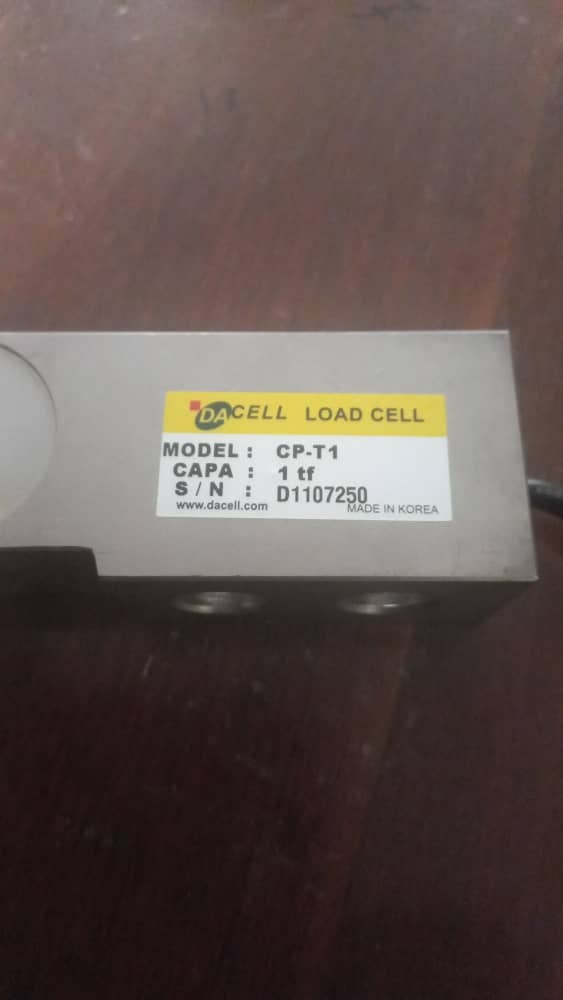 DACELL LOAD CELL
MODEL : CP-T1
CAPA : 1 tf
S / N : D1107250
www.dacell.com MADE IN KOREA